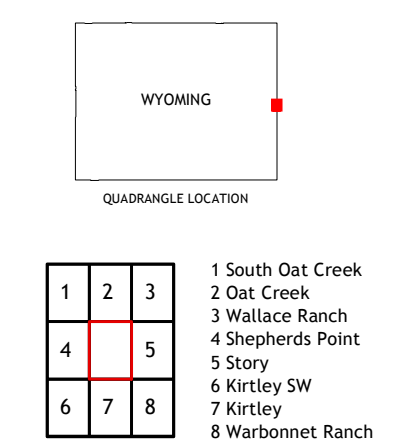 WYOMING
QUADRANGLE LOCATION
1 2 3
4 5
6 7 8
1 South Oat Creek
2 Oat Creek
3 Wallace Ranch
4 Shepherds Point
5 Story
6 Kirtley SW
7 Kirtley
8 Warbonnet Ranch